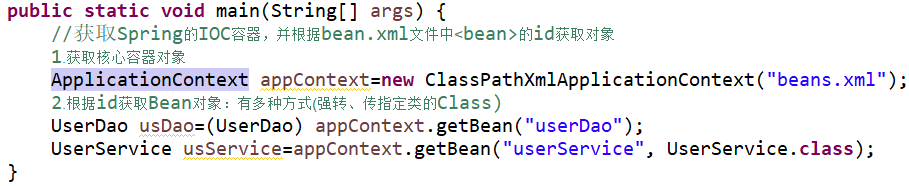 public static void main(String[] args) {
//获取Spring的IOC容器，并根据bean.xml文件中<bean>的id获取对象
1.获取核心容器对象
ApplicationContext appContext=new ClassPathXmlApplicationContext("beans.xml");
2.根据id获取Bean对象：有多种方式(强转、传指定类的Class)
UserDao usDao=(UserDao) appContext.getBean("userDao");
UserService usService=appContext.getBean("userService", UserService.class);
}